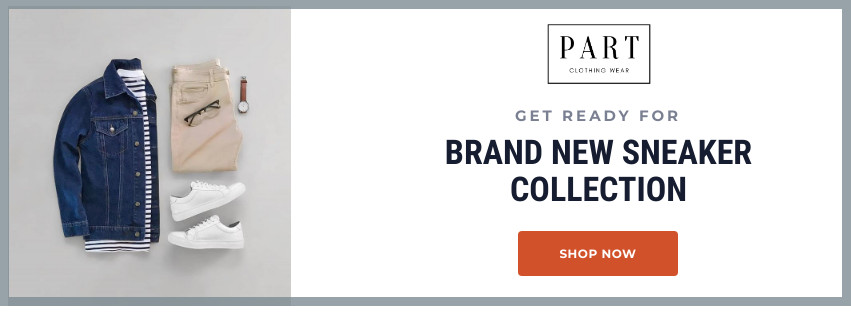 PART
CLOTHING WEAR
GET READY FOR
BRAND NEW SNEAKER
COLLECTION
SHOP NOW